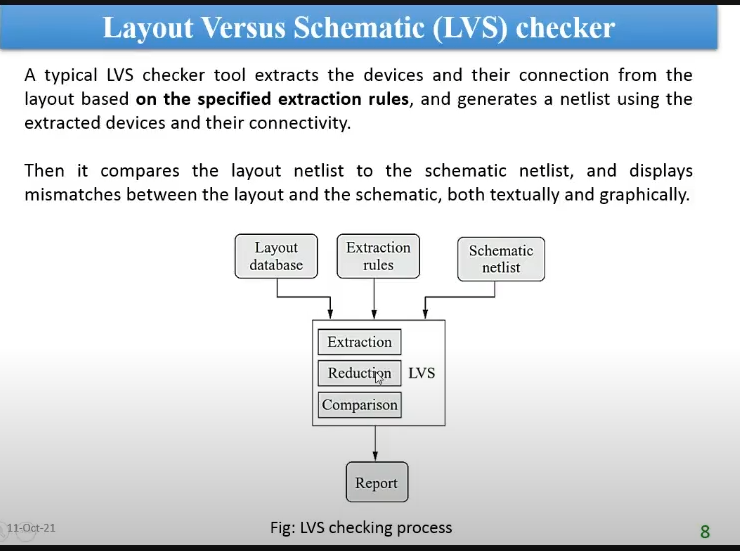 Layout Versus Schematic (LVS) checker
A typical LVS checker tool extracts the devices and their connection from the
layout based on the specified extraction rules, and generates a netlist using the
extracted devices and their connectivity.
Then it compares the layout netlist to the schematic netlist, and displays
mismatches between the layout and the schematic, both textually and graphically.
Layout
database
Extraction
rules
Schematic
netlist
Extraction
Reduction
LVS
Comparison
Report
11-Oct-21
Fig: LVS checking process
8